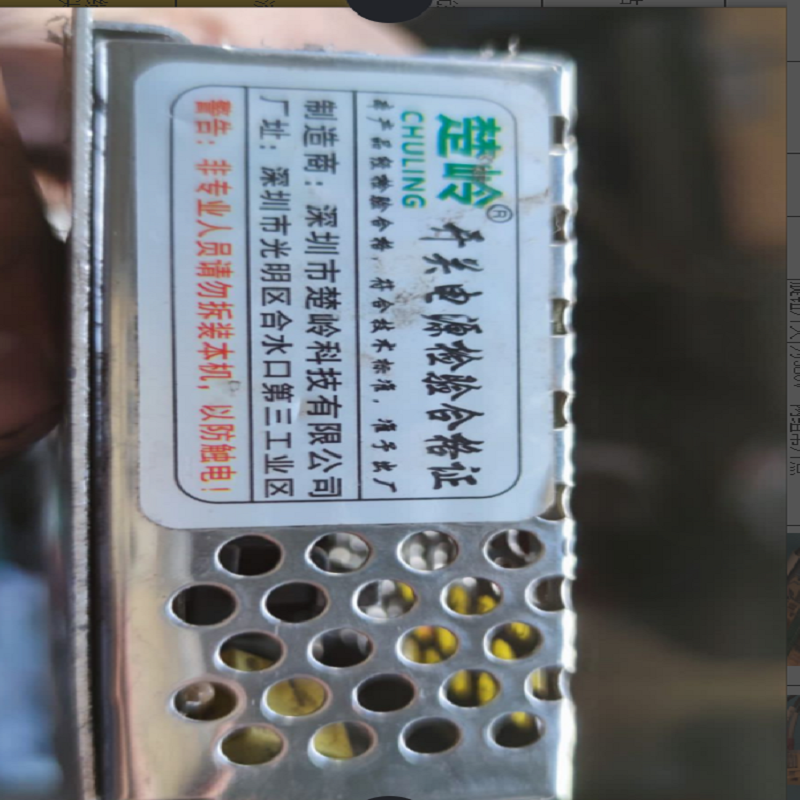 楚岭®
CHULING
开关电源检验合格证
本产品经检验合格，符合技术标准，准予出厂
制造商：深圳市楚岭科技有限公司
厂址：深圳市光明区合水口第三工业区
警告：非专业人员请勿拆装本机，以防触电！